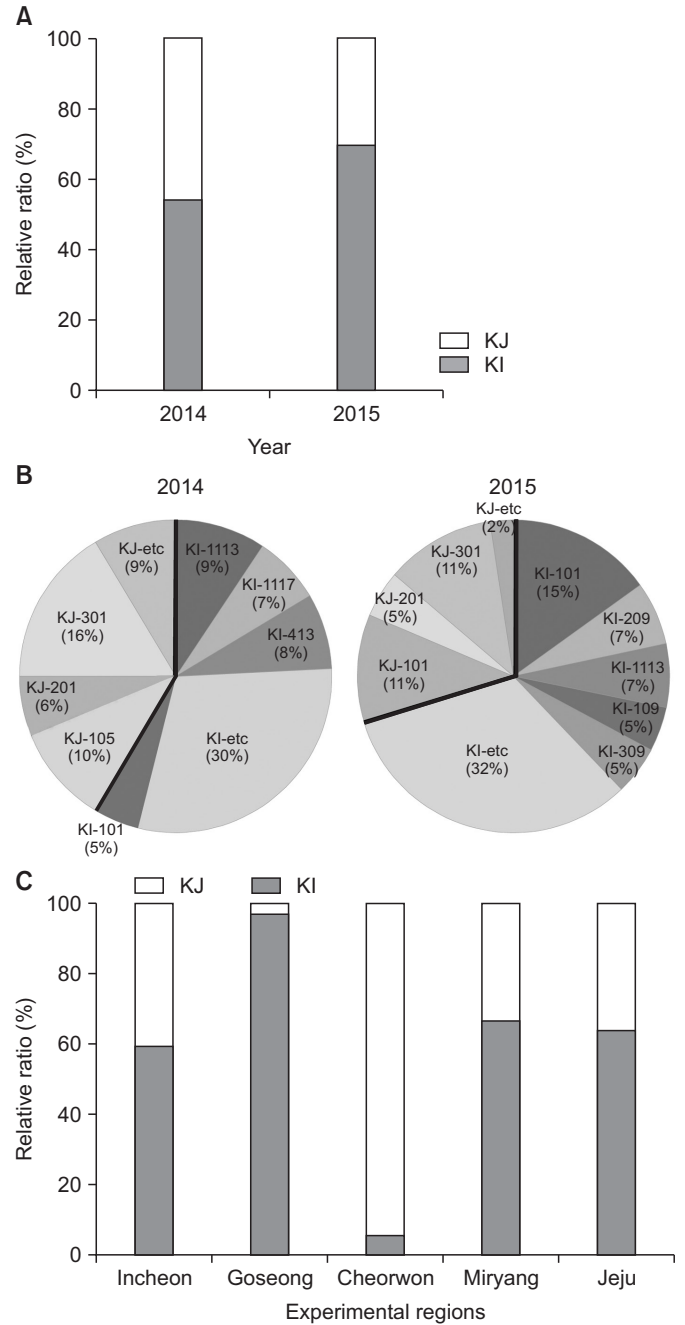 A
100
80
60
40
20
0
Relative ratio (%)
2014
2015
Year
KJ
KI
B
2014
KJ-etc
(9%)
KI-1113
(9%)
KI-1117
(7%)
KI-413
(8%)
KI-etc
(30%)
KI-101
(5%)
KJ-105
(10%)
KJ-201
(6%)
KJ-301
(16%)
2015
KJ-etc
(2%)
KI-101
(15%)
KI-209
(7%)
KI-1113
(7%)
KI-109
(5%)
KI-309
(5%)
KI-etc
(32%)
KJ-101
(11%)
KJ-201
(5%)
KJ-301
(11%)
C
KJ
KI
100
80
60
40
20
0
Relative ratio (%)
Incheon
Goseong
Cheorwon
Miryang
Jeju
Experimental regions